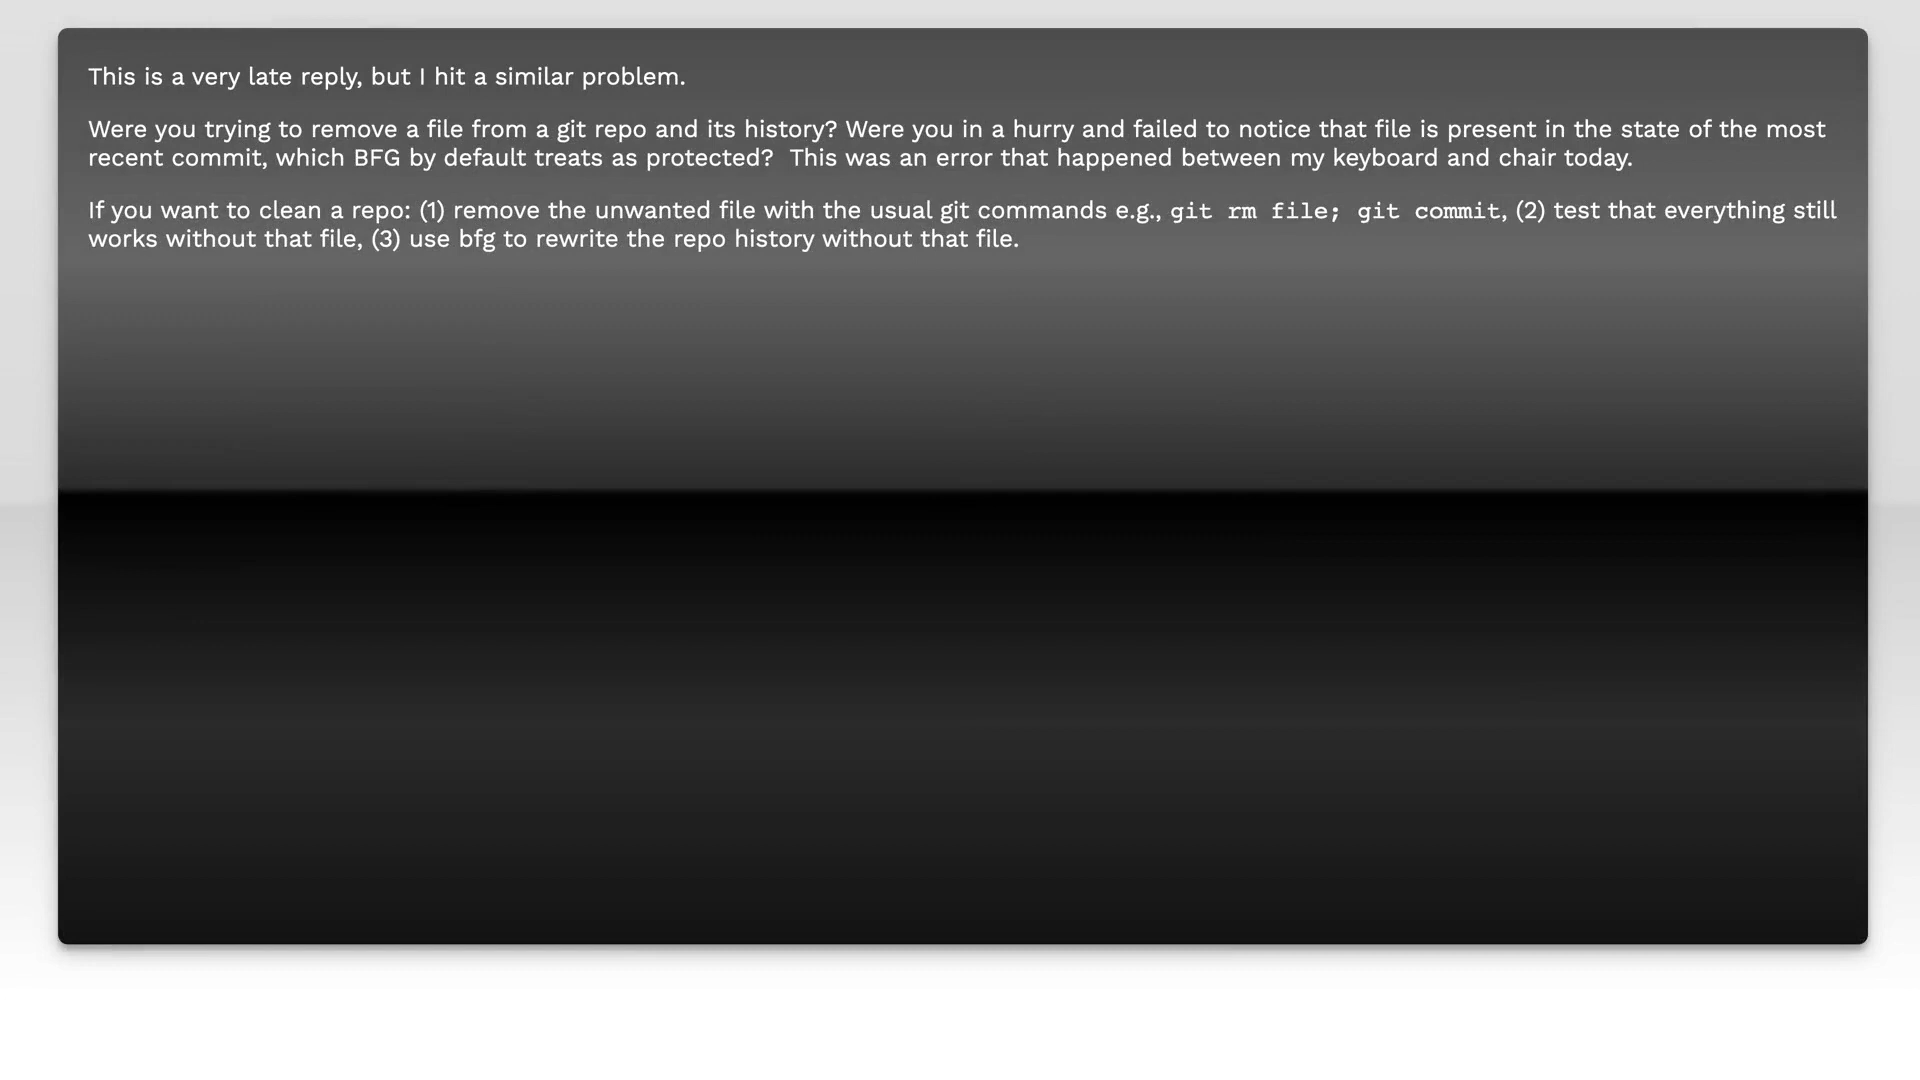 This is a very late reply, but I hit a similar problem.
Were you trying to remove a file from a git repo and its history? Were you in a hurry and failed to notice that file is present in the state of the most
recent commit, which BFG by default treats as protected?  This was an error that happened between my keyboard and chair today.
If you want to clean a repo: (1) remove the unwanted file with the usual git commands e.g., git rm file; git commit, (2) test that everything still
works without that file, (3) use bfg to rewrite the repo history without that file.